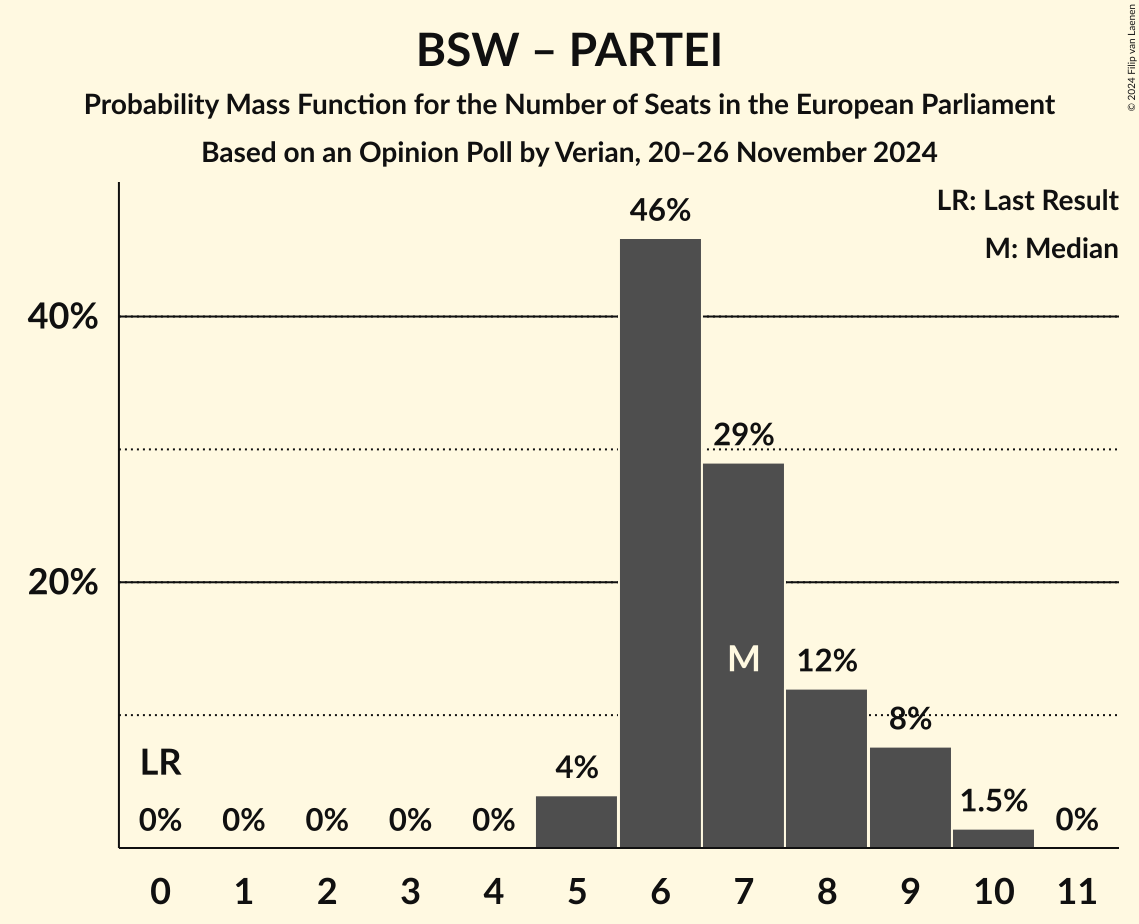 BSW – PARTEI
Probability Mass Function for the Number of Seats in the European Parliament
Based on an Opinion Poll by Verian, 20–26 November 2024
© 2024 Filip van Laenen
LR: Last Result
M: Median
46%
40%
29%
20%
M
12%
8%
LR
4%
1.5%
0% 0% 0% 0% 0% 0%
0 1 2 3 4 5 6 7 8 9 10 11